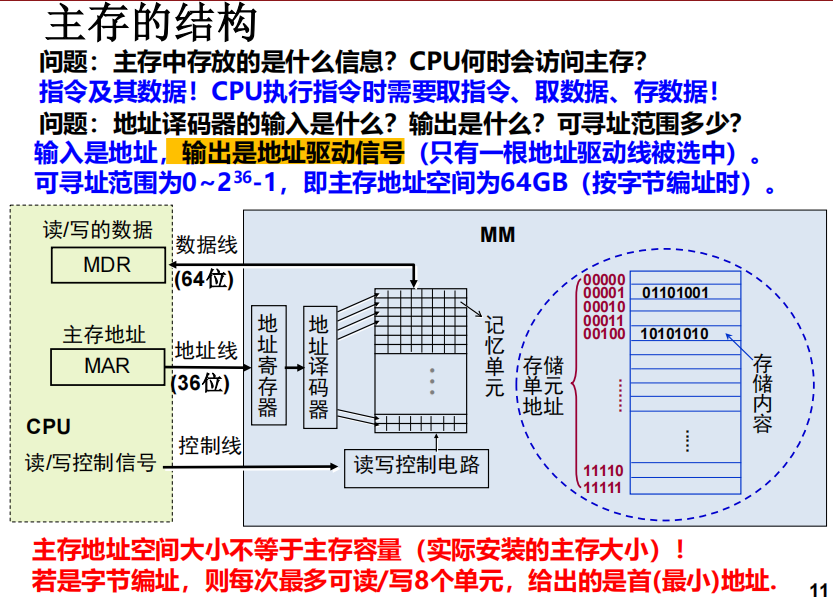 主存的结构
问题：主存中存放的是什么信息？CPU何时会访问主存？
指令及其数据！CPU执行指令时需要取指令、取数据、存数据！
问题：地址译码器的输入是什么？输出是什么？可寻址范围多少？
输入是地址，输出是地址驱动信号（只有一根地址驱动线被选中）。
可寻址范围为0~2³⁶-1，即主存地址空间为64GB（按字节编址时）。
读/写的数据
MDR
主存地址
MAR
CPU
读/写控制信号
数据线
(64位)
地址线
(36位)
控制线
MM
地址寄存器
地址译码器
记忆单元
读写控制电路
存储单元地址
00000
00001
00010
00011
00100
11110
11111
01101001
10101010
存储内容
主存地址空间大小不等于主存容量（实际安装的主存大小）！
若是字节编址，则每次最多可读/写8个单元，给出的是首(最小)地址.
11